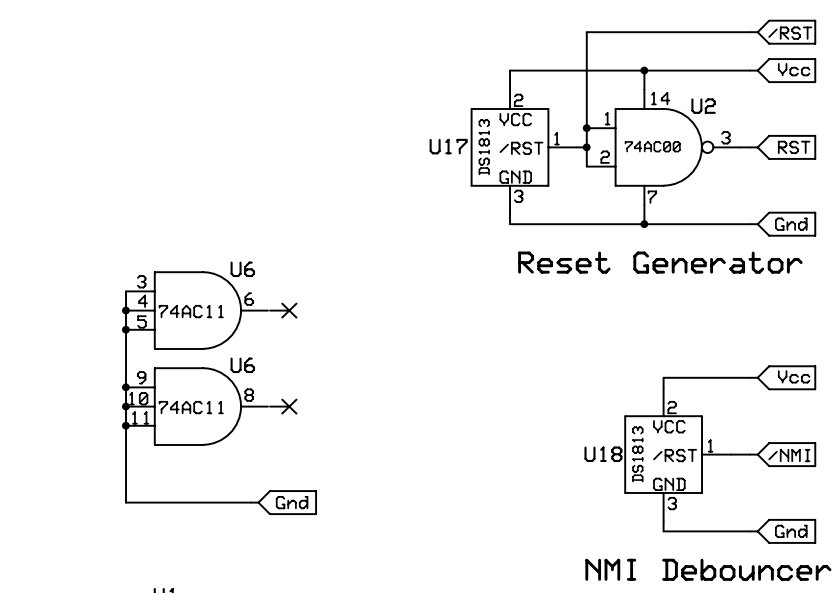 /RST
Vcc
2
14
U2
VCC
1
1
3
U17
DS1813
/RST
74AC00
RST
2
GND
3
7
Gnd
Reset Generator
U6
3
4
6
74AC11
5
U6
9
8
10
74AC11
11
Gnd
Vcc
2
VCC
1
U18
DS1813
/RST
/NMI
GND
3
Gnd
NMI Debouncer